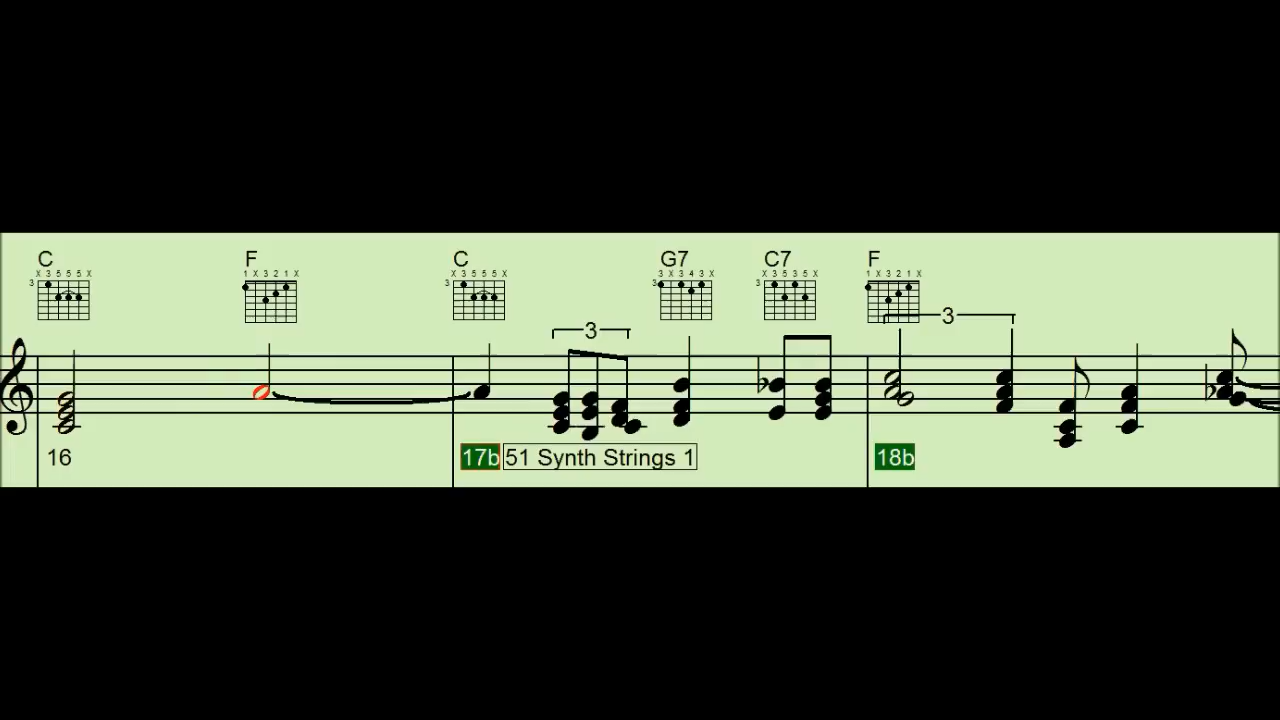 C F C G7 C7 F
X 3 5 5 5 X 1 X 3 2 1 X X 3 5 5 5 X 3 X 3 4 3 X X 3 5 3 5 X 1 X 3 2 1 X
3 3 3 3
3 3
16 17b 51 Synth Strings 1 18b